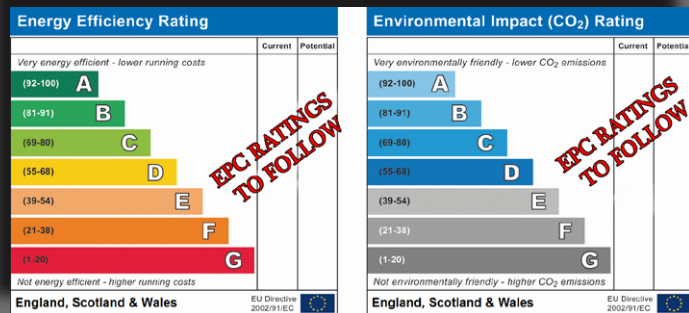 Energy Efficiency Rating
Current Potential
Very energy efficient - lower running costs
(92-100) A
(81-91) B
(69-80) C
(55-68) D
(39-54) E
(21-38) F
(1-20) G
EPC RATINGS
TO FOLLOW
Not energy efficient - higher running costs
England, Scotland & Wales
EU Directive
2002/91/EC
Environmental Impact (CO₂) Rating
Current Potential
Very environmentally friendly - lower CO₂ emissions
(92-100) A
(81-91) B
(69-80) C
(55-68) D
(39-54) E
(21-38) F
(1-20) G
EPC RATINGS
TO FOLLOW
Not environmentally friendly - higher CO₂ emissions
England, Scotland & Wales
EU Directive
2002/91/EC